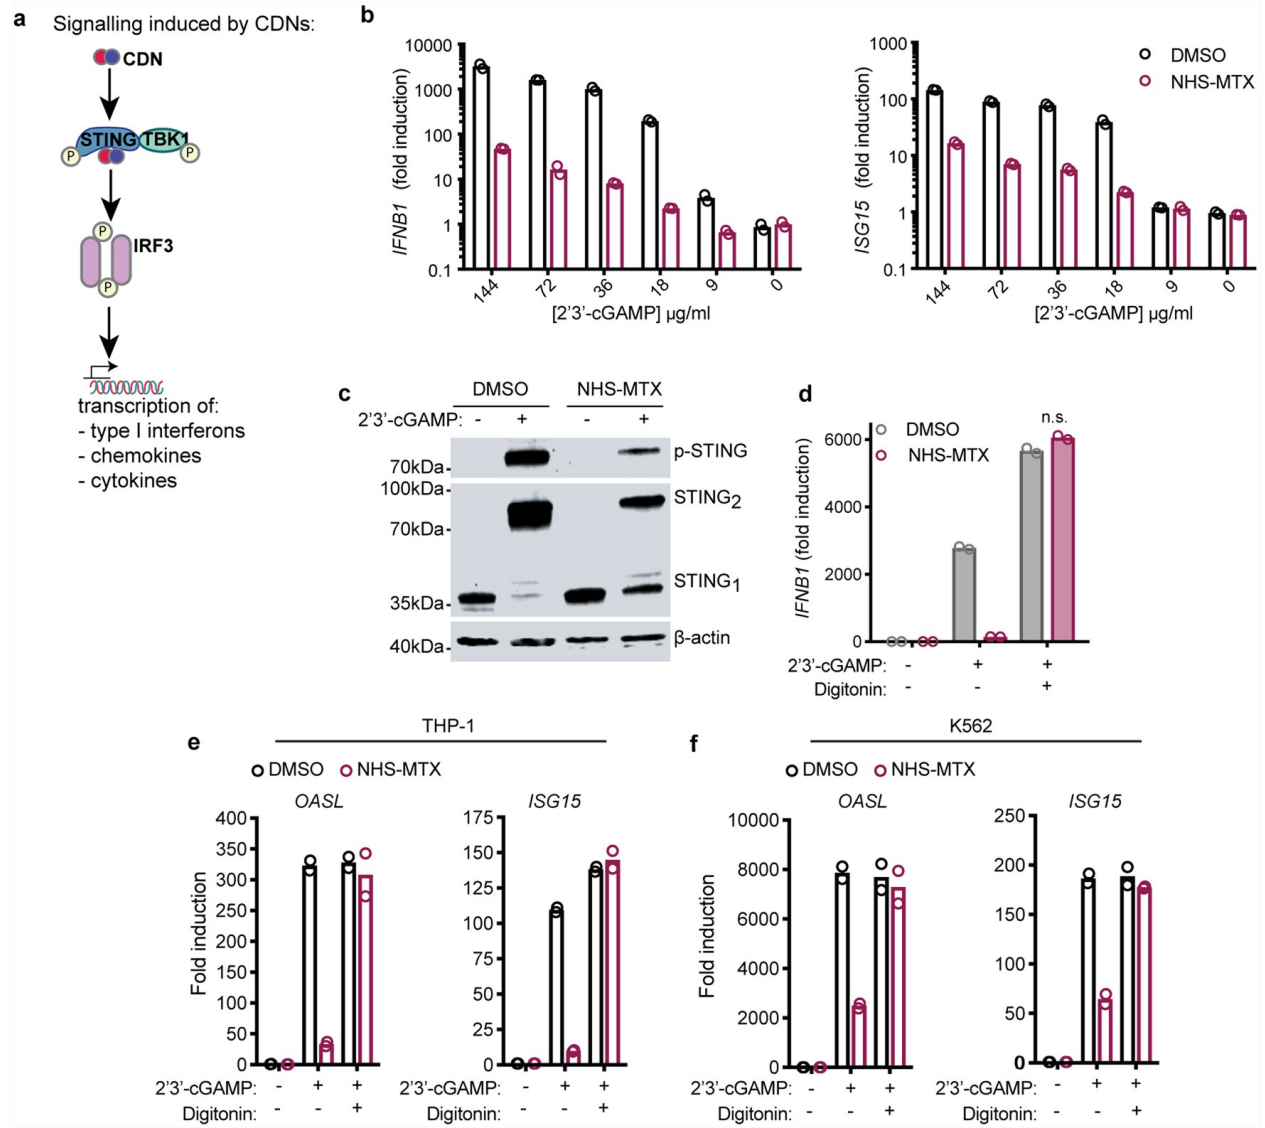 a
Signalling induced by CDNs:
CDN
STING TBK1
P P
P
IRF3
P
transcription of:
- type I interferons
- chemokines
- cytokines
b
IFNB1 (fold induction)
10000
1000
100
10
1
0.1
144 72 36 18 9 0
[2'3'-cGAMP] µg/ml
ISG15 (fold induction)
1000
100
10
1
0.1
144 72 36 18 9 0
[2'3'-cGAMP] µg/ml
DMSO
NHS-MTX
c
DMSO NHS-MTX
2'3'-cGAMP: - + - +
70kDa p-STING
100kDa STING2
70kDa
STING1
35kDa
40kDa β-actin
d
DMSO
NHS-MTX
n.s.
IFNB1 (fold induction)
6000
4000
2000
0
2'3'-cGAMP: - + +
Digitonin: - - +
e
THP-1
DMSO NHS-MTX
OASL
Fold induction
400
350
300
250
200
150
100
50
0
2'3'-cGAMP: - + +
Digitonin: - - +
ISG15
175
150
125
100
75
50
25
0
2'3'-cGAMP: - + +
Digitonin: - - +
f
K562
DMSO NHS-MTX
OASL
Fold induction
10000
8000
6000
4000
2000
0
2'3'-cGAMP: - + +
Digitonin: - - +
ISG15
250
200
150
100
50
0
2'3'-cGAMP: - + +
Digitonin: - - +